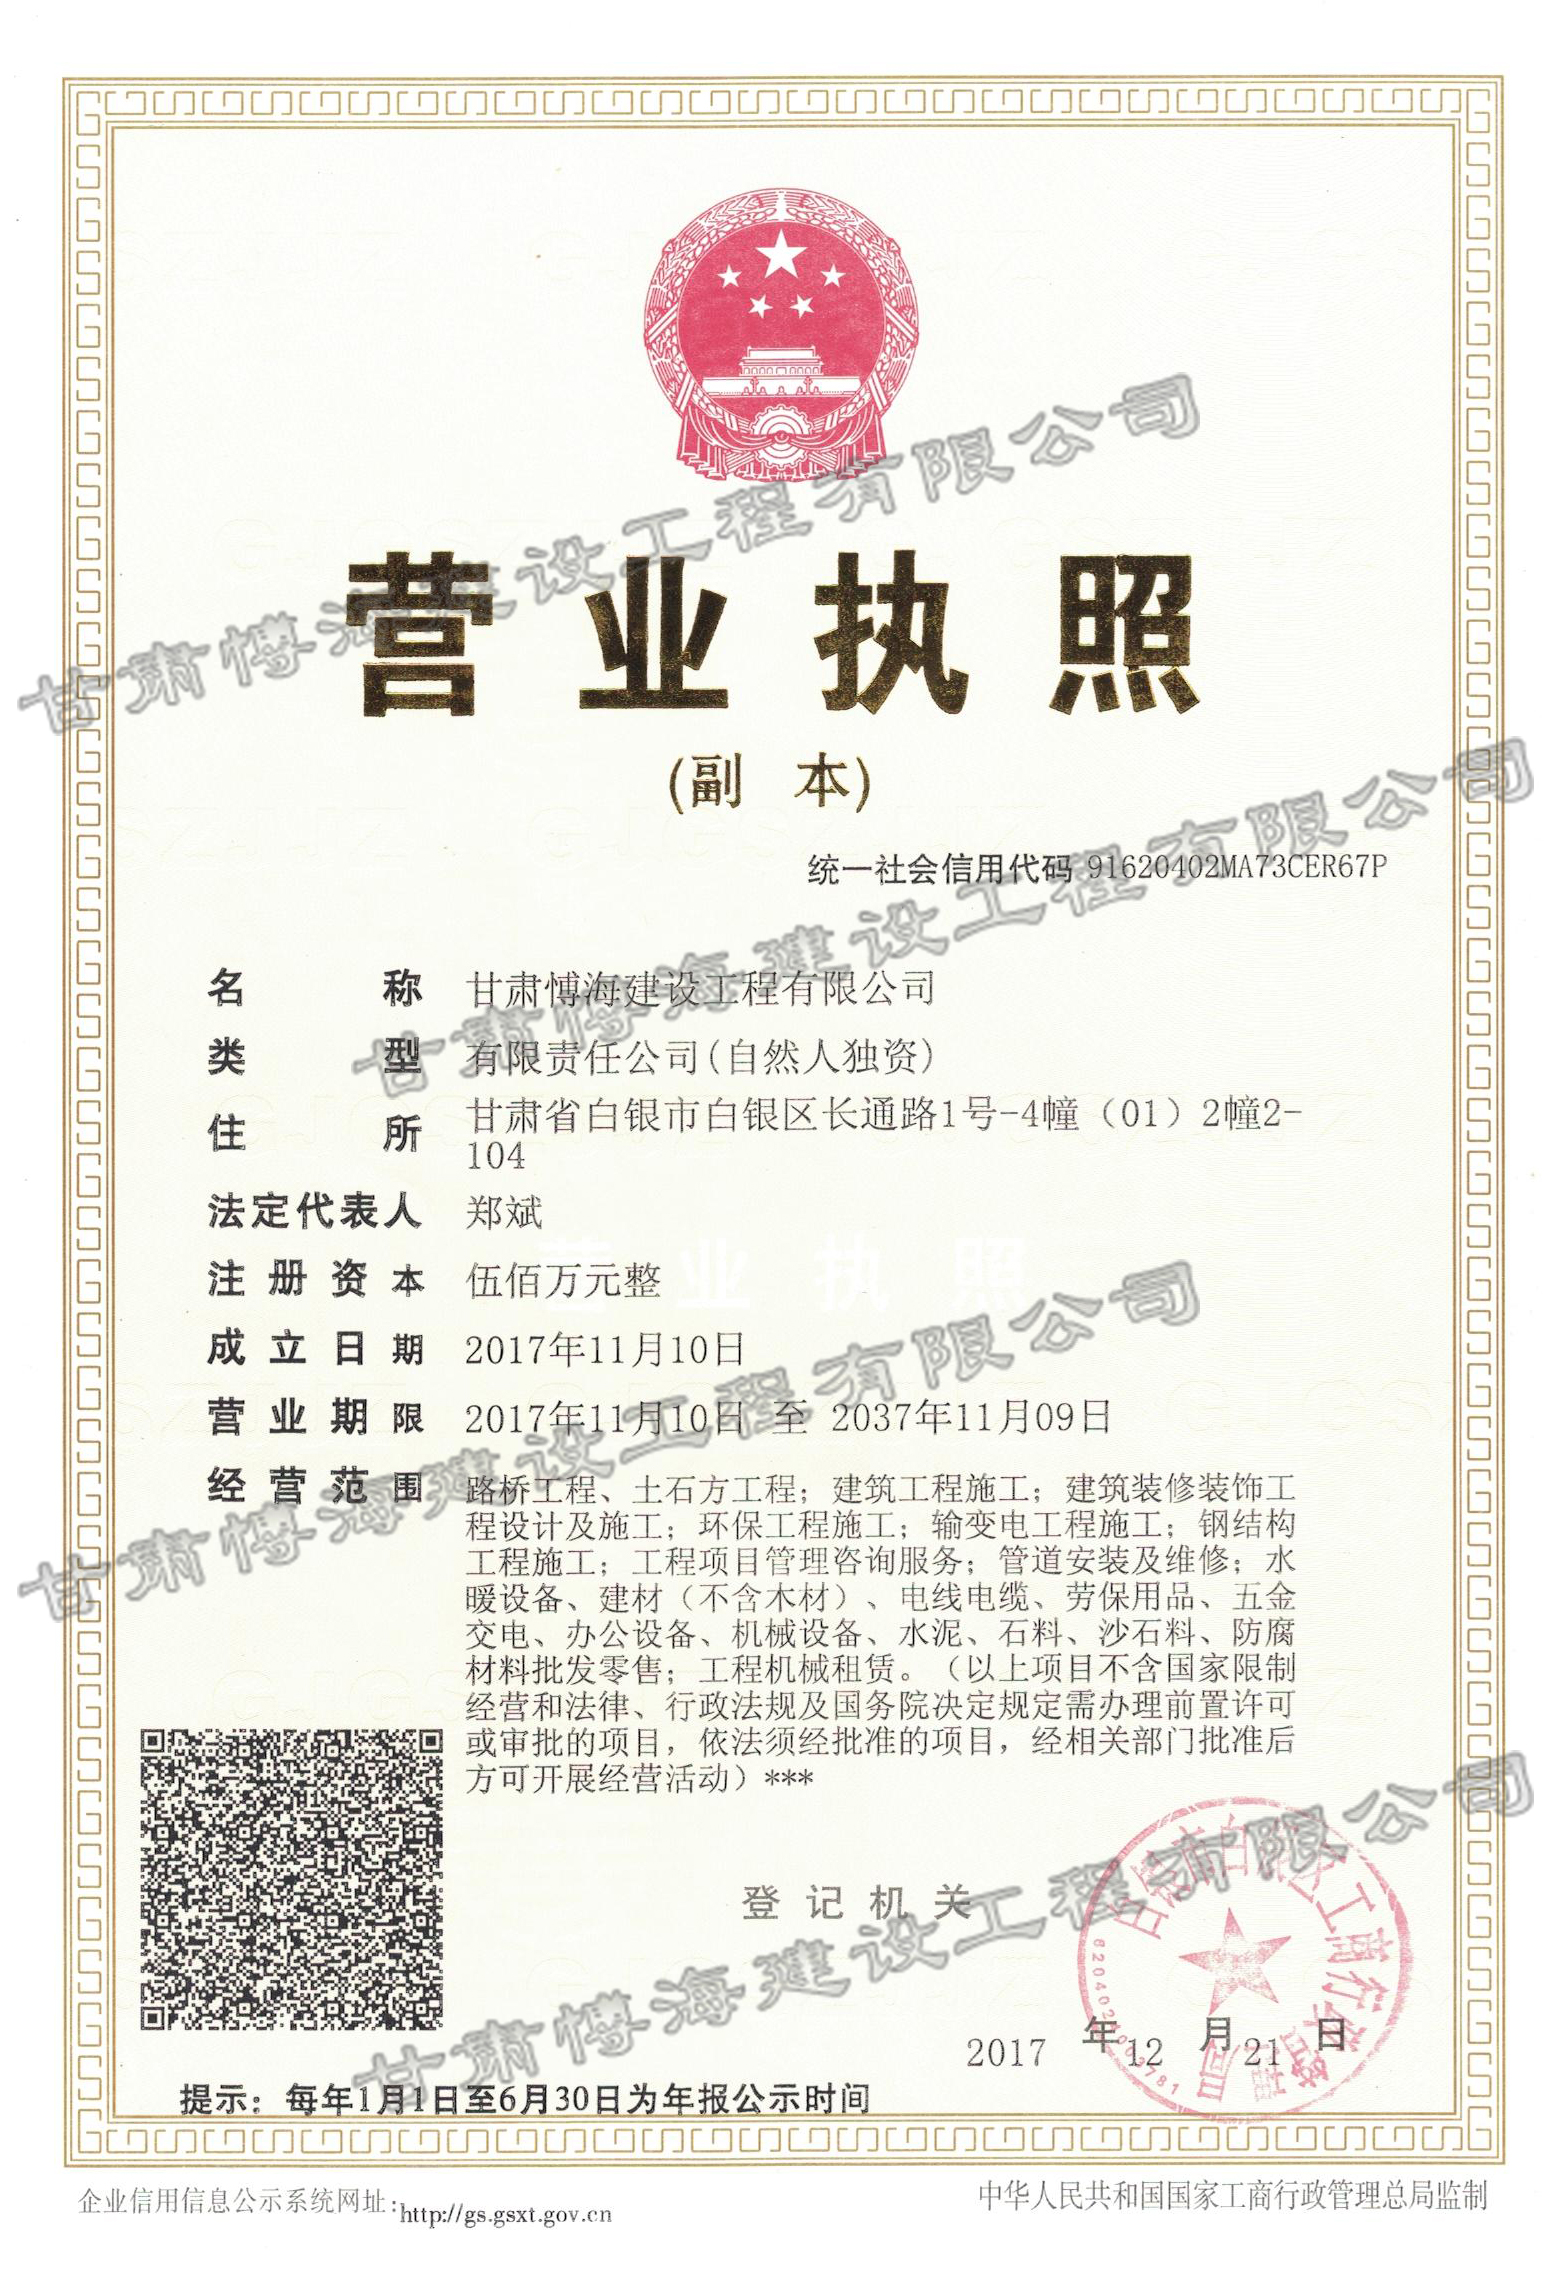 营业执照
(副 本)
统一社会信用代码 91620402MA73CER67P
名 称 甘肃博海建设工程有限公司
类 型 有限责任公司(自然人独资)
住 所 甘肃省白银市白银区长通路1号-4幢（01）2幢2-
104
法定代表人 郑斌
注册资本 伍佰万元整
成立日期 2017年11月10日
营业期限 2017年11月10日 至 2037年11月09日
经营范围 路桥工程、土石方工程；建筑工程施工；建筑装修装饰工
程设计及施工；环保工程施工；输变电工程施工；钢结构
工程施工；工程项目管理咨询服务；管道安装及维修；水
暖设备、建材（不含木材）、电线电缆、劳保用品、五金
交电、办公设备、机械设备、水泥、石料、沙石料、防腐
材料批发零售；工程机械租赁。（以上项目不含国家限制
经营和法律、行政法规及国务院决定规定需办理前置许可
或审批的项目，依法须经批准的项目，经相关部门批准后
方可开展经营活动）***
登记机关
白银市白银区工商行政管理局
2017 年 12 月 21 日
提示：每年1月1日至6月30日为年报公示时间
企业信用信息公示系统网址：http://gs.gsxt.gov.cn
中华人民共和国国家工商行政管理总局监制
甘肃博海建设工程有限公司
甘肃博海建设工程有限公司
甘肃博海建设工程有限公司
甘肃博海建设工程有限公司